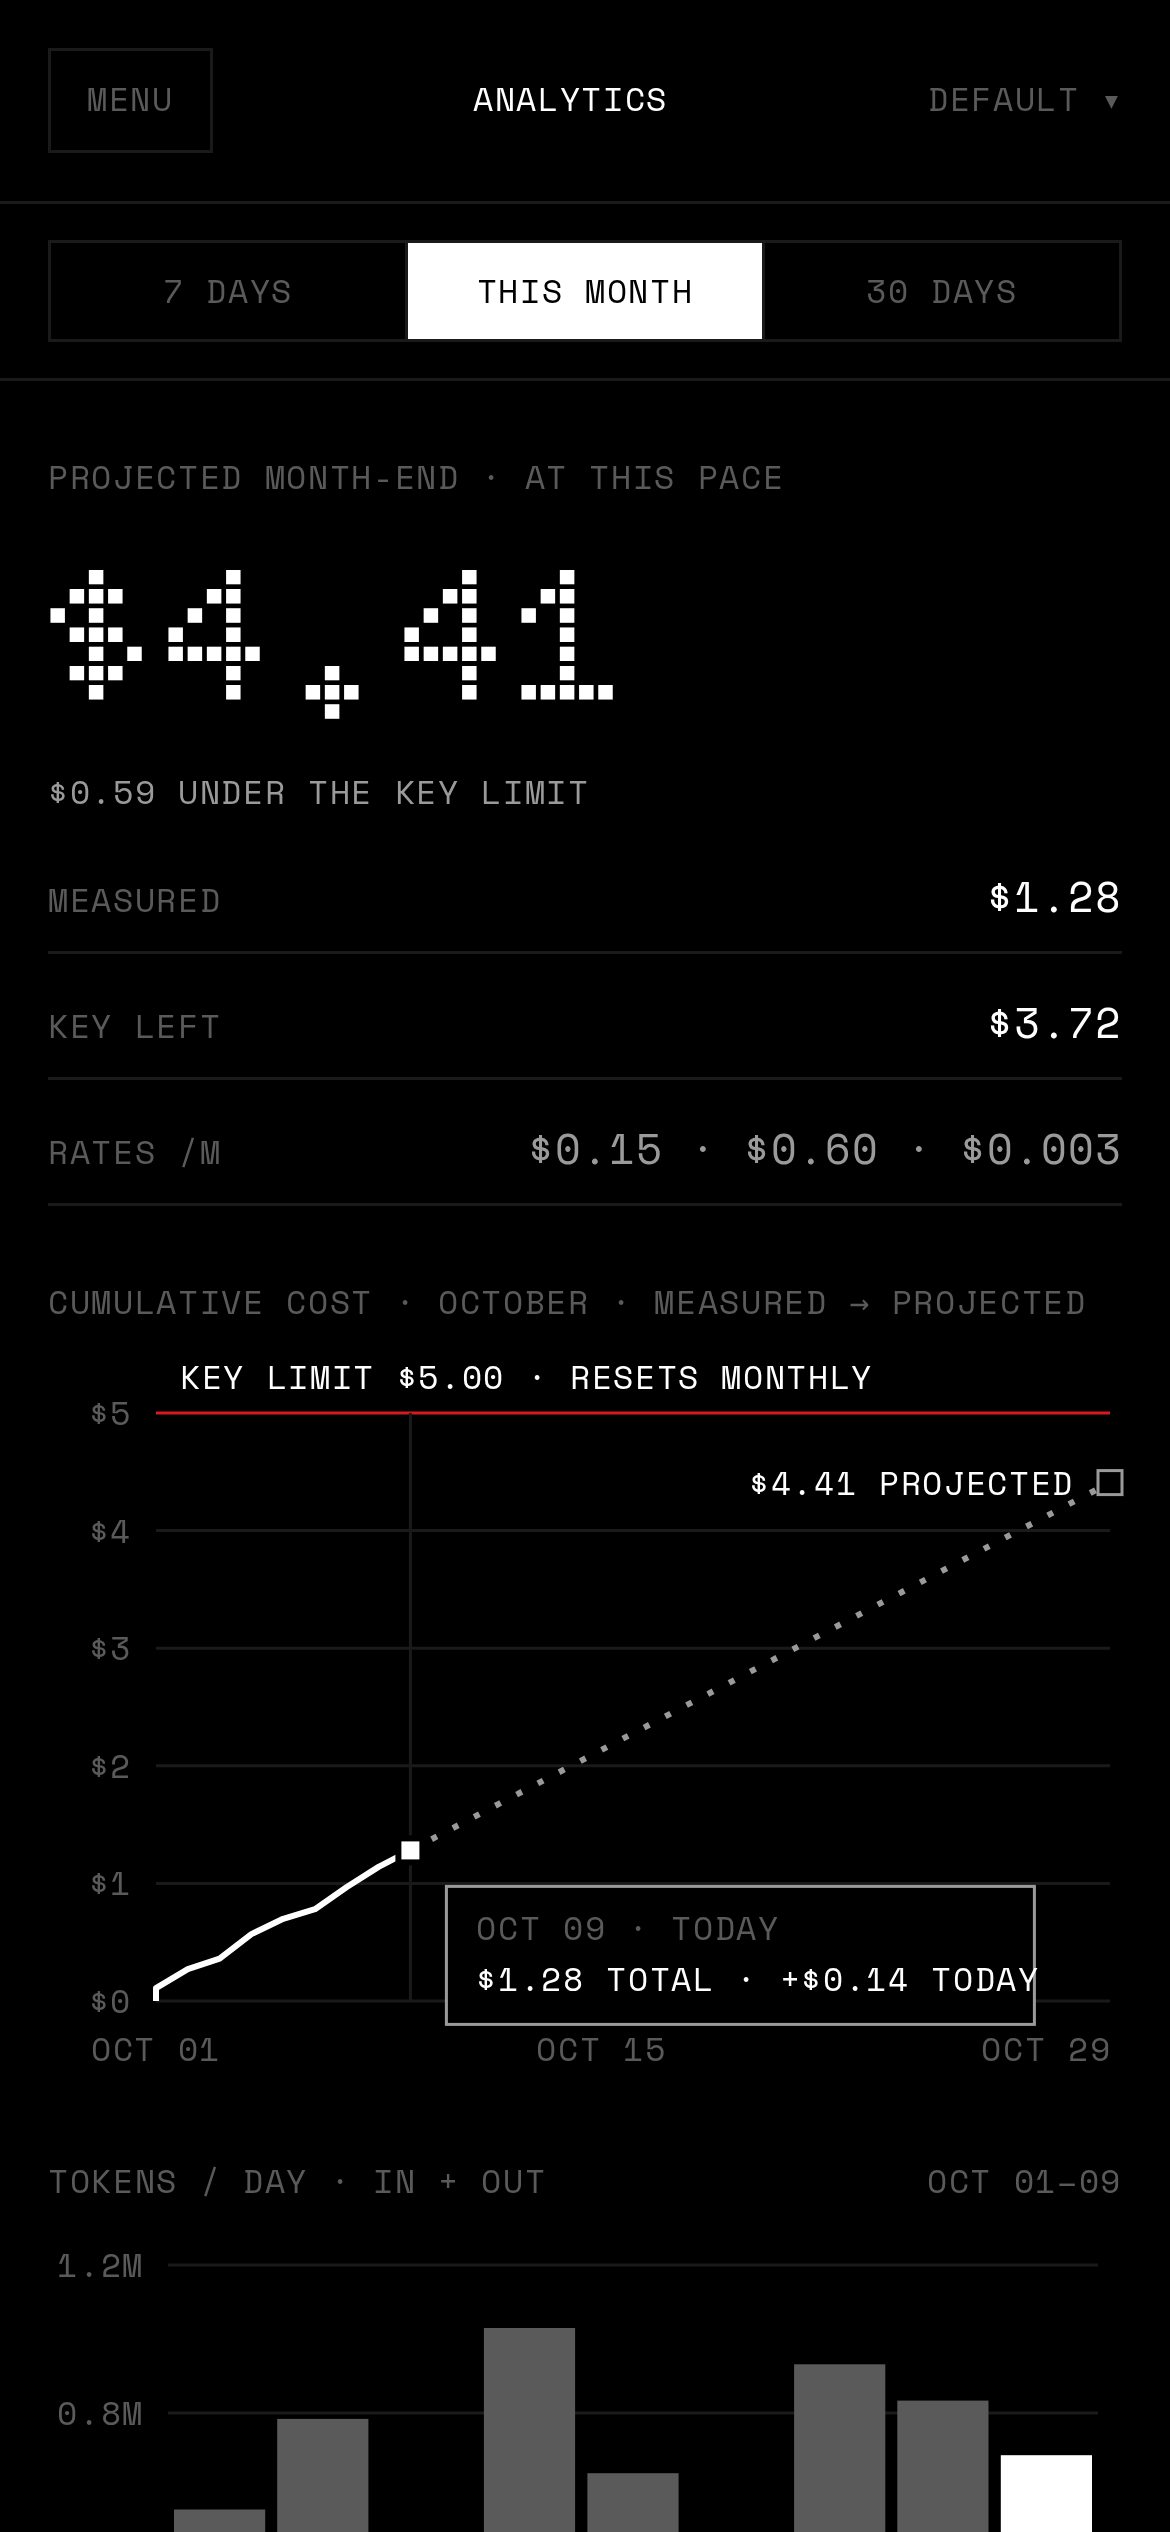 MENU
ANALYTICS
DEFAULT ▾
7 DAYS
THIS MONTH
30 DAYS
PROJECTED MONTH-END · AT THIS PACE
$4.41
$0.59 UNDER THE KEY LIMIT
MEASURED
$1.28
KEY LEFT
$3.72
RATES /M
$0.15 · $0.60 · $0.003
CUMULATIVE COST · OCTOBER · MEASURED → PROJECTED
KEY LIMIT $5.00 · RESETS MONTHLY
$5
$4.41 PROJECTED
$4
$3
$2
$1
OCT 09 · TODAY
$1.28 TOTAL · +$0.14 TODAY
$0
OCT 01
OCT 15
OCT 29
TOKENS / DAY · IN + OUT
OCT 01–09
1.2M
0.8M